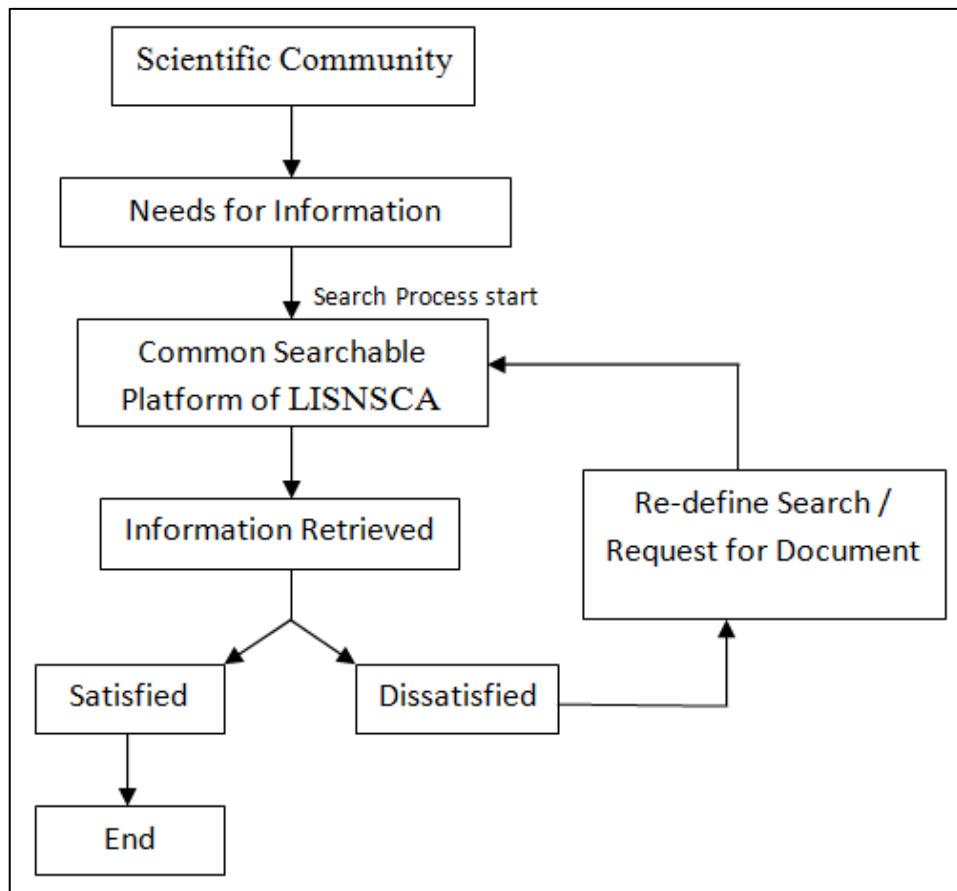 Scientific Community
Needs for Information
Search Process start
Common Searchable
Platform of LISNSCA
Information Retrieved
Re-define Search /
Request for Document
Satisfied
Dissatisfied
End